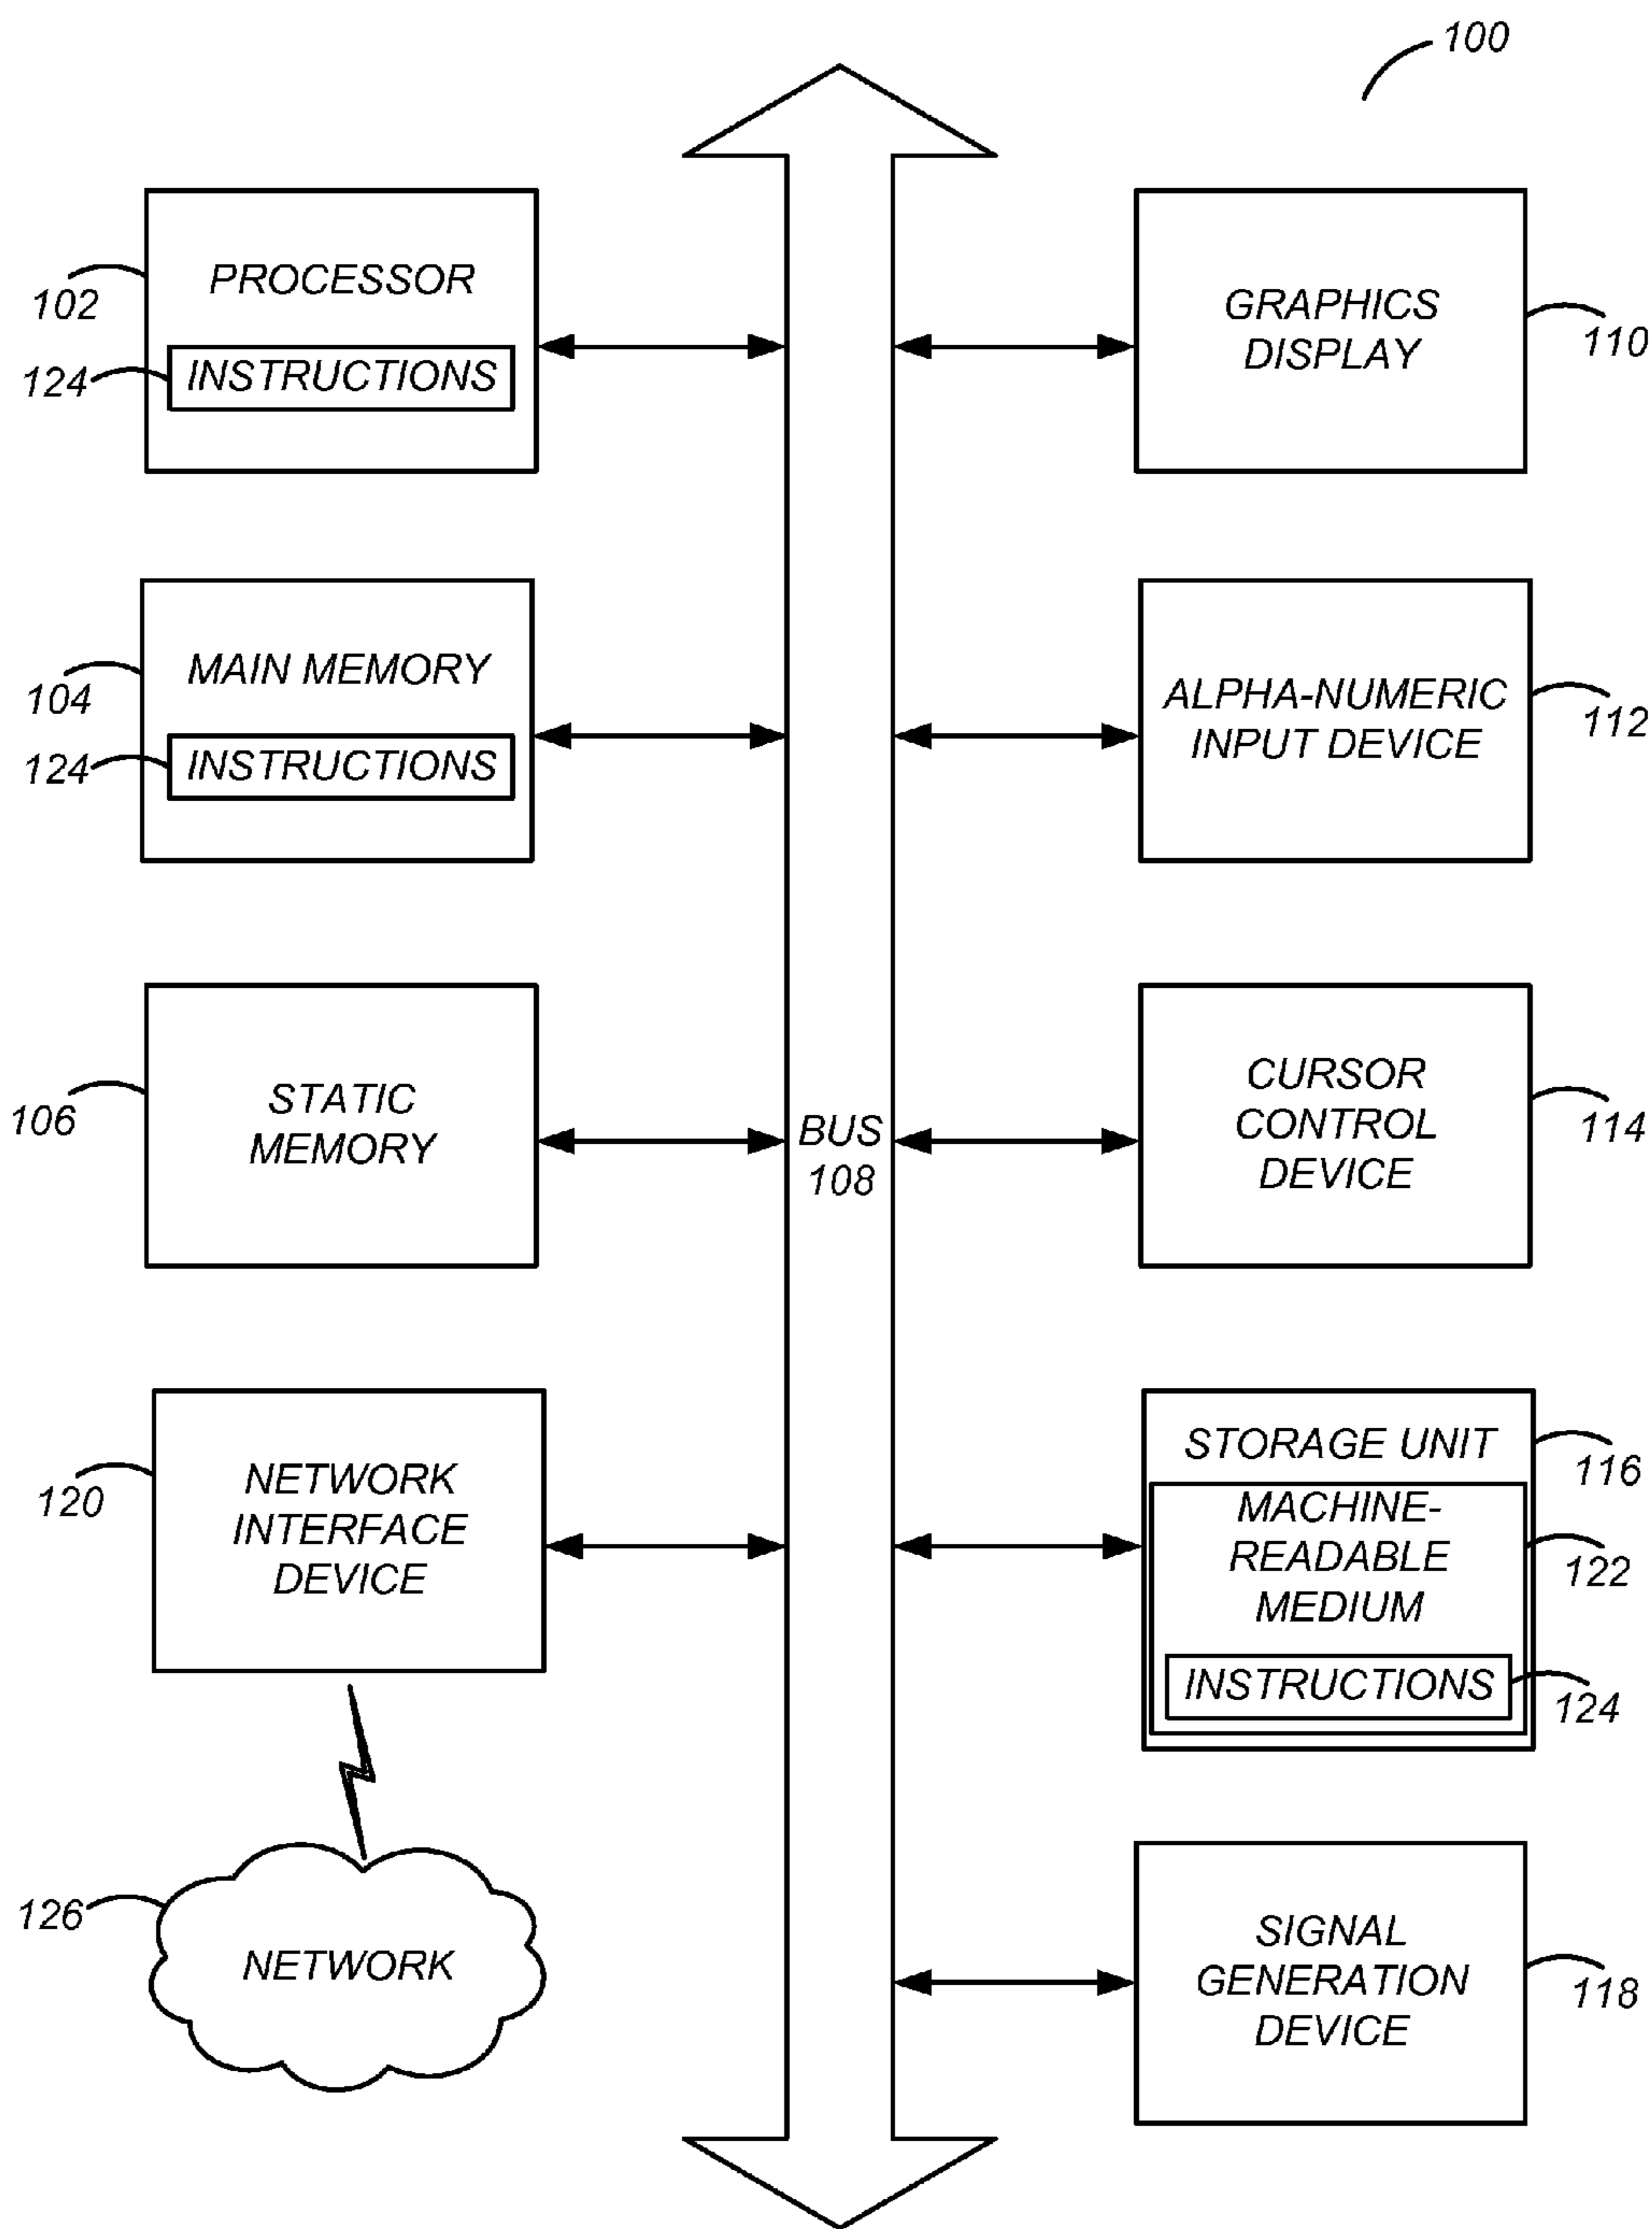 100
PROCESSOR
102
INSTRUCTIONS
124
GRAPHICS
DISPLAY
110
MAIN MEMORY
104
INSTRUCTIONS
124
ALPHA-NUMERIC
INPUT DEVICE
112
STATIC
MEMORY
106
BUS
108
CURSOR
CONTROL
DEVICE
114
NETWORK
INTERFACE
DEVICE
120
STORAGE UNIT
116
MACHINE-
READABLE
MEDIUM
122
INSTRUCTIONS
124
126
NETWORK
SIGNAL
GENERATION
DEVICE
118